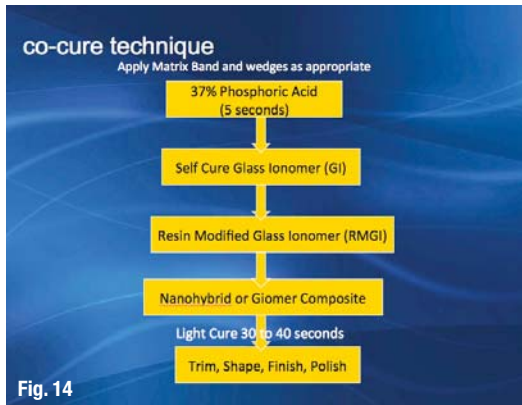 co-cure technique
Apply Matrix Band and wedges as appropriate
37% Phosphoric Acid
(5 seconds)
Self Cure Glass Ionomer (GI)
Resin Modified Glass Ionomer (RMGI)
Nanohybrid or Giomer Composite
Light Cure 30 to 40 seconds
Trim, Shape, Finish, Polish
Fig. 14